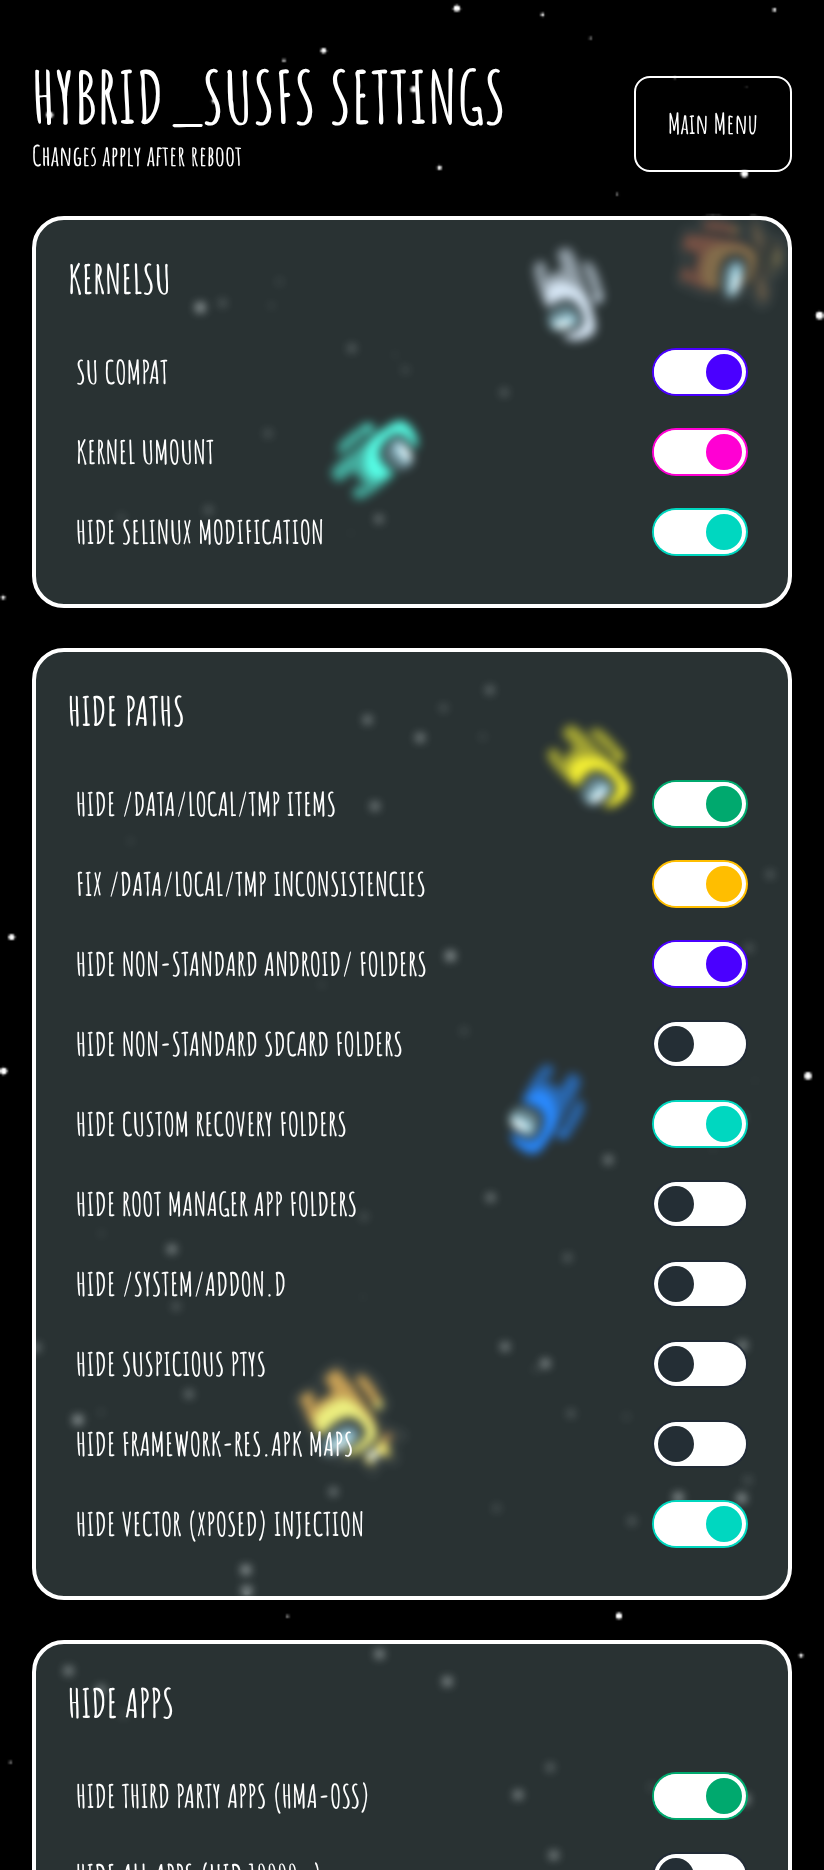 HYBRID_SUSFS SETTINGS
Main Menu
Changes apply after reboot
KERNELSU
SU COMPAT
KERNEL UMOUNT
HIDE SELINUX MODIFICATION
HIDE PATHS
HIDE /DATA/LOCAL/TMP ITEMS
FIX /DATA/LOCAL/TMP INCONSISTENCIES
HIDE NON-STANDARD ANDROID/ FOLDERS
HIDE NON-STANDARD SDCARD FOLDERS
HIDE CUSTOM RECOVERY FOLDERS
HIDE ROOT MANAGER APP FOLDERS
HIDE /SYSTEM/ADDON.D
HIDE SUSPICIOUS PTYS
HIDE FRAMEWORK-RES.APK MAPS
HIDE VECTOR (XPOSED) INJECTION
HIDE APPS
HIDE THIRD PARTY APPS (HMA-OSS)
HIDE ALL APPS